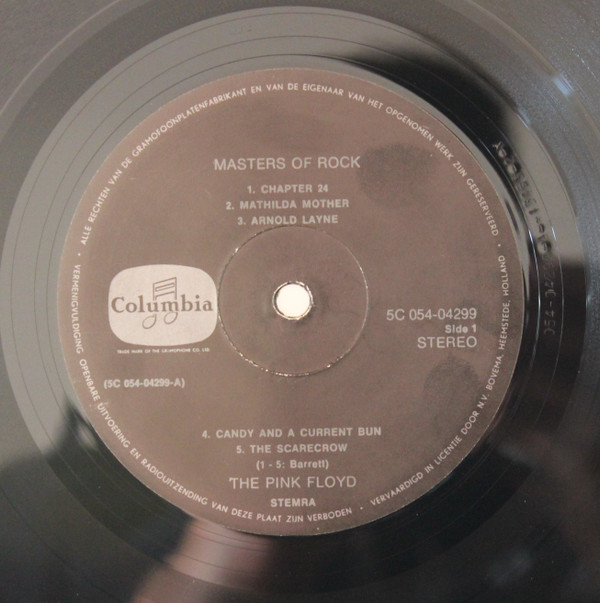 MASTERS OF ROCK
1. CHAPTER 24
2. MATHILDA MOTHER
3. ARNOLD LAYNE
Columbia
TRADE MARK OF THE GRAMOPHONE CO. LTD
5C 054-04299
Side 1
STEREO
(5C 054-04299-A)
4. CANDY AND A CURRENT BUN
5. THE SCARECROW
(1 - 5: Barrett)
THE PINK FLOYD
STEMRA
• ALLE RECHTEN VAN DE GRAMOFOONPLATENFABRIKANT EN VAN DE EIGENAAR VAN HET OPGENOMEN WERK ZIJN GERESERVEERD •
VERMENIGVULDIGING OPENBARE UITVOERING EN RADIOUITZENDING VAN DEZE PLAAT ZIJN VERBODEN • VERVAARDIGD IN LICENTIE DOOR N.V. BOVEMA, HEEMSTEDE, HOLLAND •